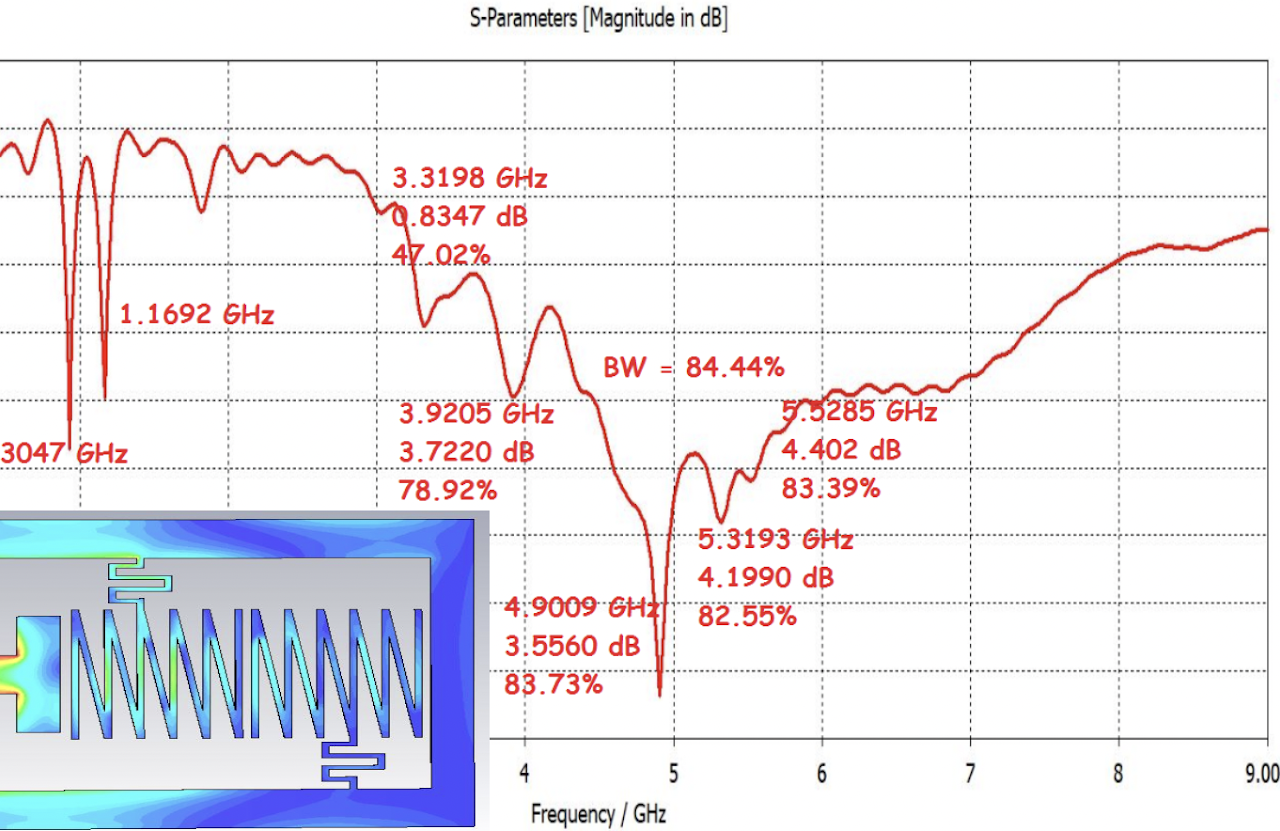 S-Parameters [Magnitude in dB]
3.3198 GHz
0.8347 dB
47.02%
1.1692 GHz
BW = 84.44%
3.9205 GHz
3.7220 dB
78.92%
5.5285 GHz
4.402 dB
83.39%
3047 GHz
5.3193 GHz
4.1990 dB
82.55%
4.9009 GHz
3.5560 dB
83.73%
4 5 6 7 8 9.00
Frequency / GHz